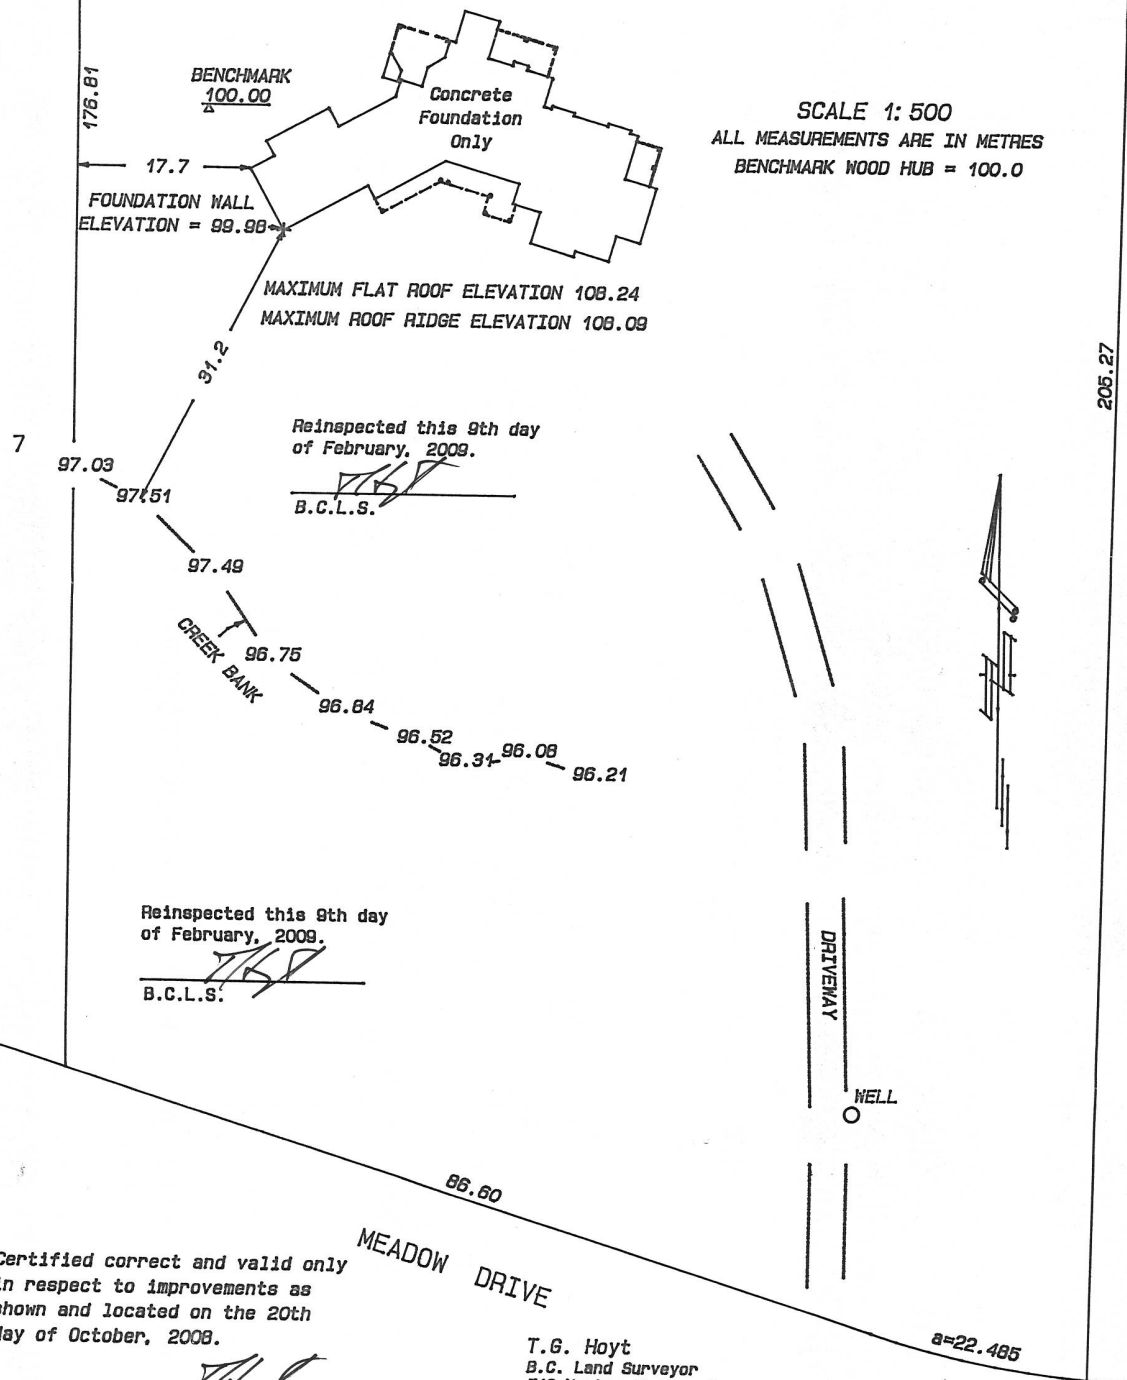 176.81
BENCHMARK
100.00
Concrete
Foundation
Only
SCALE 1:500
ALL MEASUREMENTS ARE IN METRES
BENCHMARK WOOD HUB = 100.0
17.7
FOUNDATION WALL
ELEVATION = 99.98
MAXIMUM FLAT ROOF ELEVATION 108.24
MAXIMUM ROOF RIDGE ELEVATION 108.09
31.2
205.27
Reinspected this 9th day
of February, 2009.
B.C.L.S.
7
97.03
97.51
97.49
CREEK BANK
96.75
96.84
96.52
96.31
96.08
96.21
Reinspected this 9th day
of February, 2009.
B.C.L.S.
DRIVEWAY
WELL
86.60
MEADOW DRIVE
Certified correct and valid only
in respect to improvements as
shown and located on the 20th
day of October, 2008.
a=22.485
T.G. Hoyt
B.C. Land Surveyor